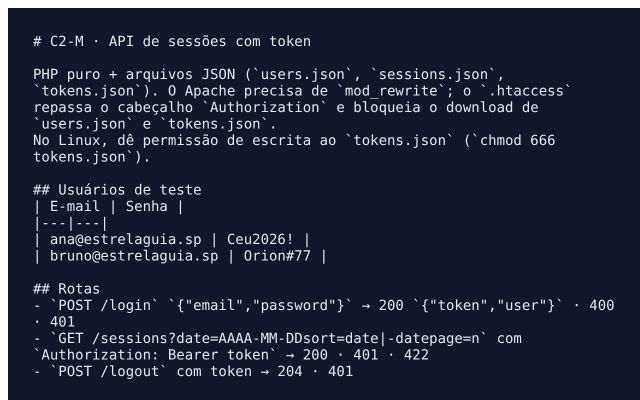 # C2-M · API de sessões com token
PHP puro + arquivos JSON (`users.json`, `sessions.json`,
`tokens.json`). O Apache precisa de `mod_rewrite`; o `.htaccess`
repassa o cabeçalho `Authorization` e bloqueia o download de
`users.json` e `tokens.json`.
No Linux, dê permissão de escrita ao `tokens.json` (`chmod 666
tokens.json`).
## Usuários de teste
| E-mail | Senha |
|---|---|
| ana@estrelaguia.sp | Ceu2026! |
| bruno@estrelaguia.sp | Orion#77 |
## Rotas
- `POST /login` `{"email","password"}` → 200 `{"token","user"}` · 400
· 401
- `GET /sessions?date=AAAA-MM-DDsort=date|-datepage=n` com
`Authorization: Bearer token` → 200 · 401 · 422
- `POST /logout` com token → 204 · 401